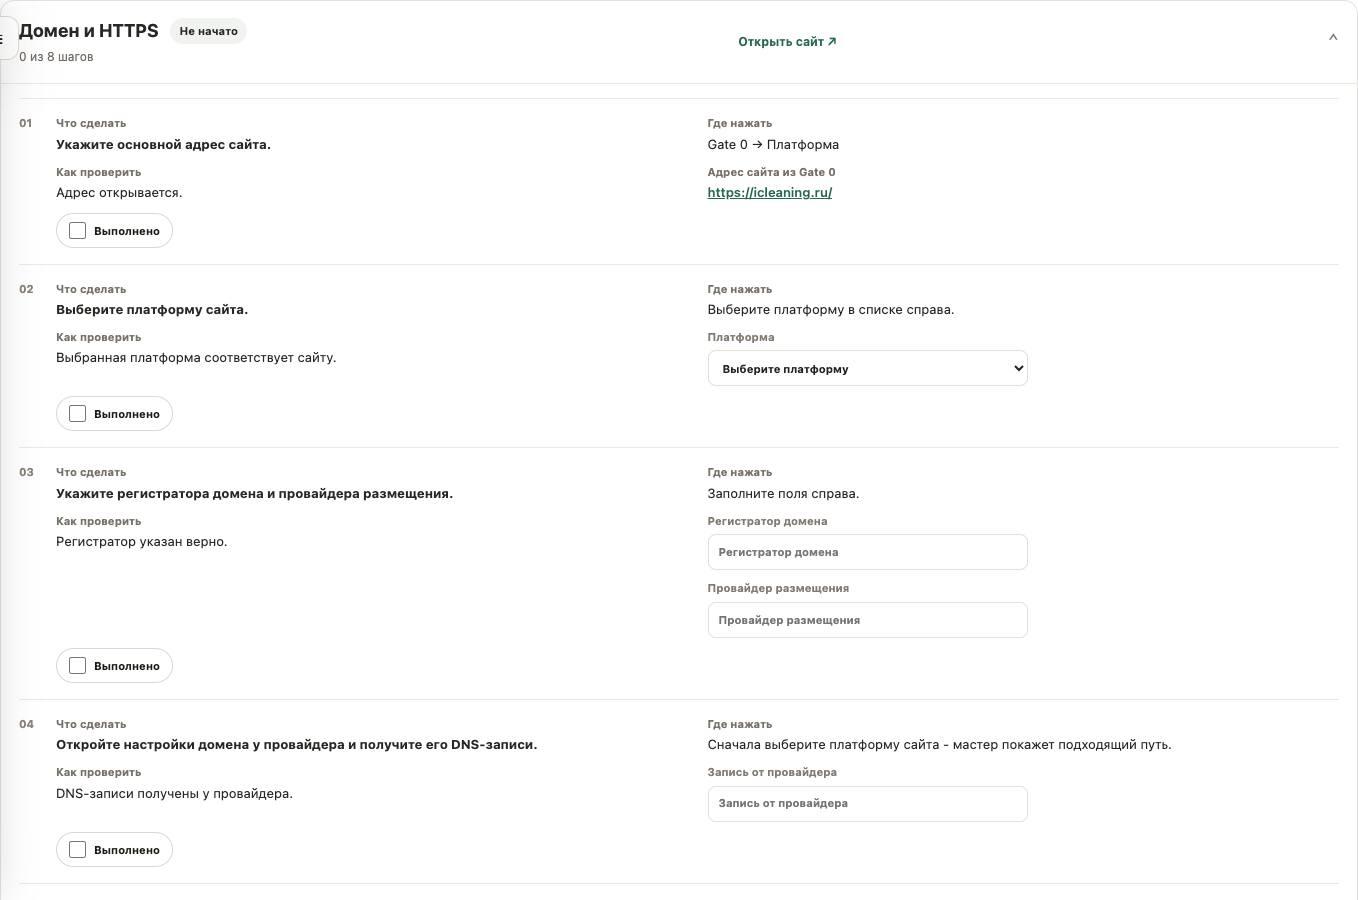 Домен и HTTPS
Не начато
0 из 8 шагов
Открыть сайт ↗
01
Что сделать
Укажите основной адрес сайта.
Как проверить
Адрес открывается.
Выполнено
Где нажать
Gate 0 → Платформа
Адрес сайта из Gate 0
https://icleaning.ru/
02
Что сделать
Выберите платформу сайта.
Как проверить
Выбранная платформа соответствует сайту.
Выполнено
Где нажать
Выберите платформу в списке справа.
Платформа
Выберите платформу
03
Что сделать
Укажите регистратора домена и провайдера размещения.
Как проверить
Регистратор указан верно.
Выполнено
Где нажать
Заполните поля справа.
Регистратор домена
Регистратор домена
Провайдер размещения
Провайдер размещения
04
Что сделать
Откройте настройки домена у провайдера и получите его DNS-записи.
Как проверить
DNS-записи получены у провайдера.
Выполнено
Где нажать
Сначала выберите платформу сайта - мастер покажет подходящий путь.
Запись от провайдера
Запись от провайдера